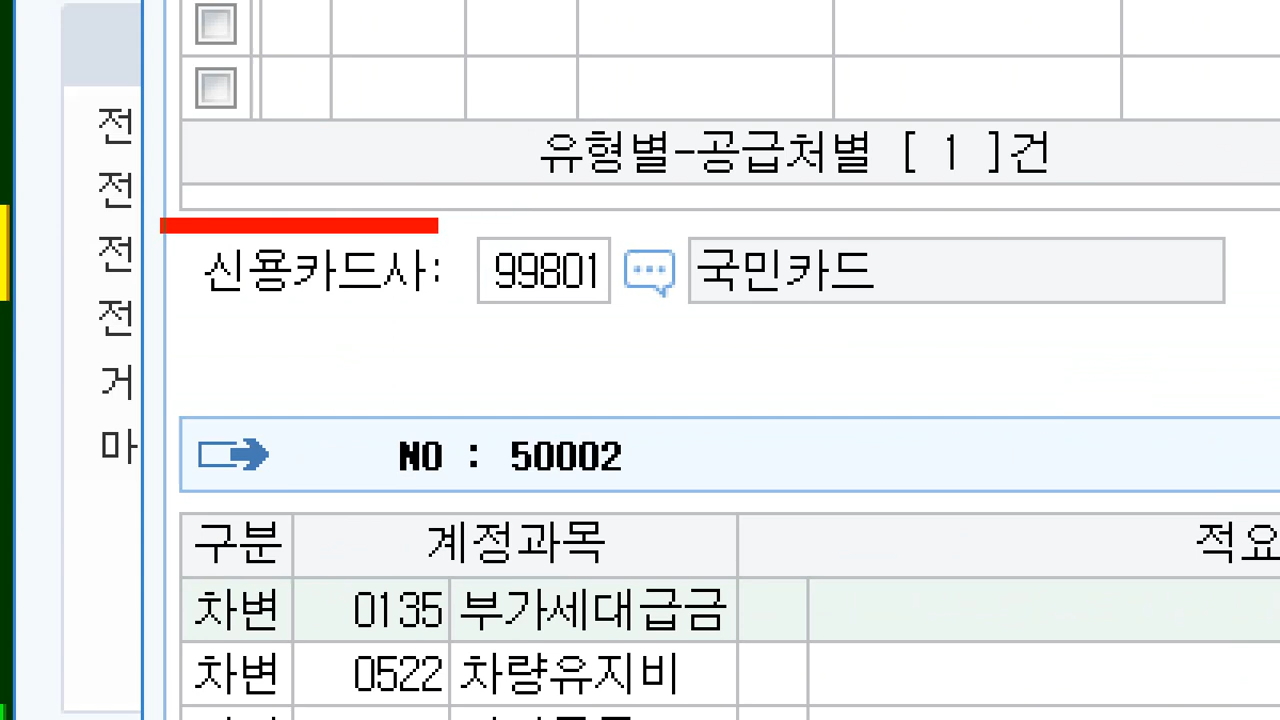 전
전
전
전
거
마
유형별-공급처별 [ 1 ]건
신용카드사: 99801 국민카드
NO : 50002
구분 계정과목 적요
차변 0135 부가세대급금
차변 0522 차량유지비